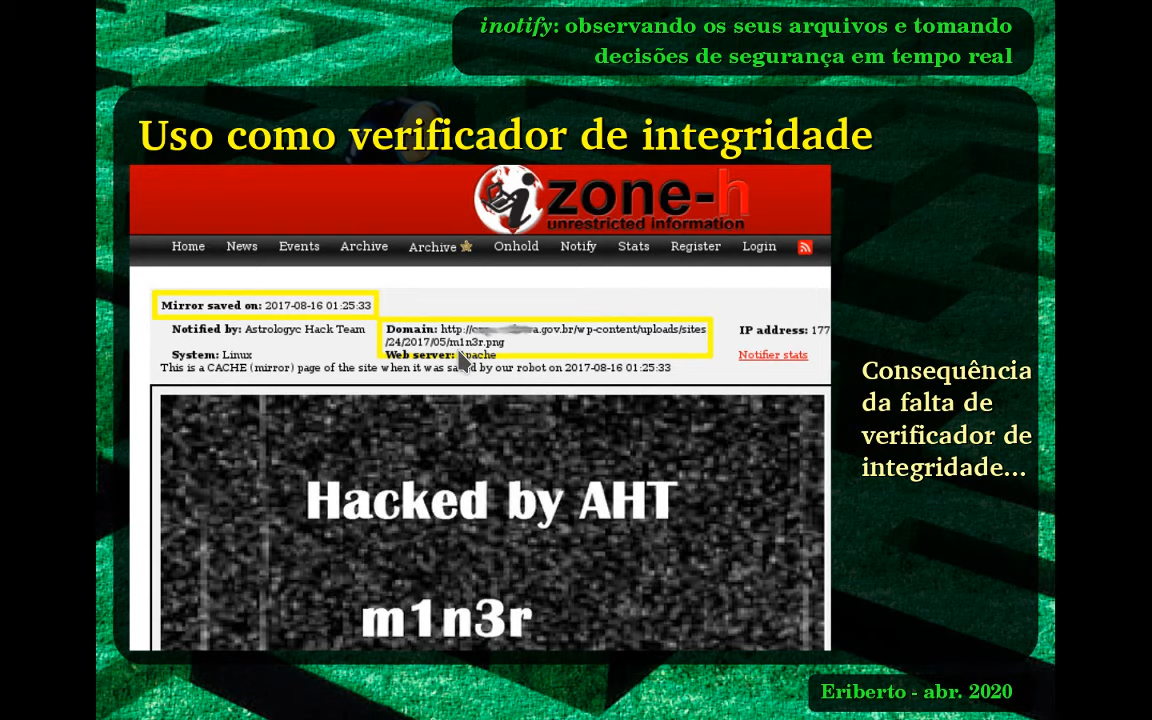 inotify: observando os seus arquivos e tomando
decisões de segurança em tempo real
Uso como verificador de integridade
zone-h
unrestricted information
Home News Events Archive Archive Onhold Notify Stats Register Login
Mirror saved on: 2017-08-16 01:25:33
Notified by: Astrologyc Hack Team Domain: http:// a.gov.br/wp-content/uploads/sites IP address: 177
/24/2017/05/m1n3r.png
System: Linux Web server: Apache Notifier stats
This is a CACHE (mirror) page of the site when it was saved by our robot on 2017-08-16 01:25:33
Consequência
da falta de
verificador de
integridade...
Hacked by AHT
m1n3r
Eriberto - abr. 2020